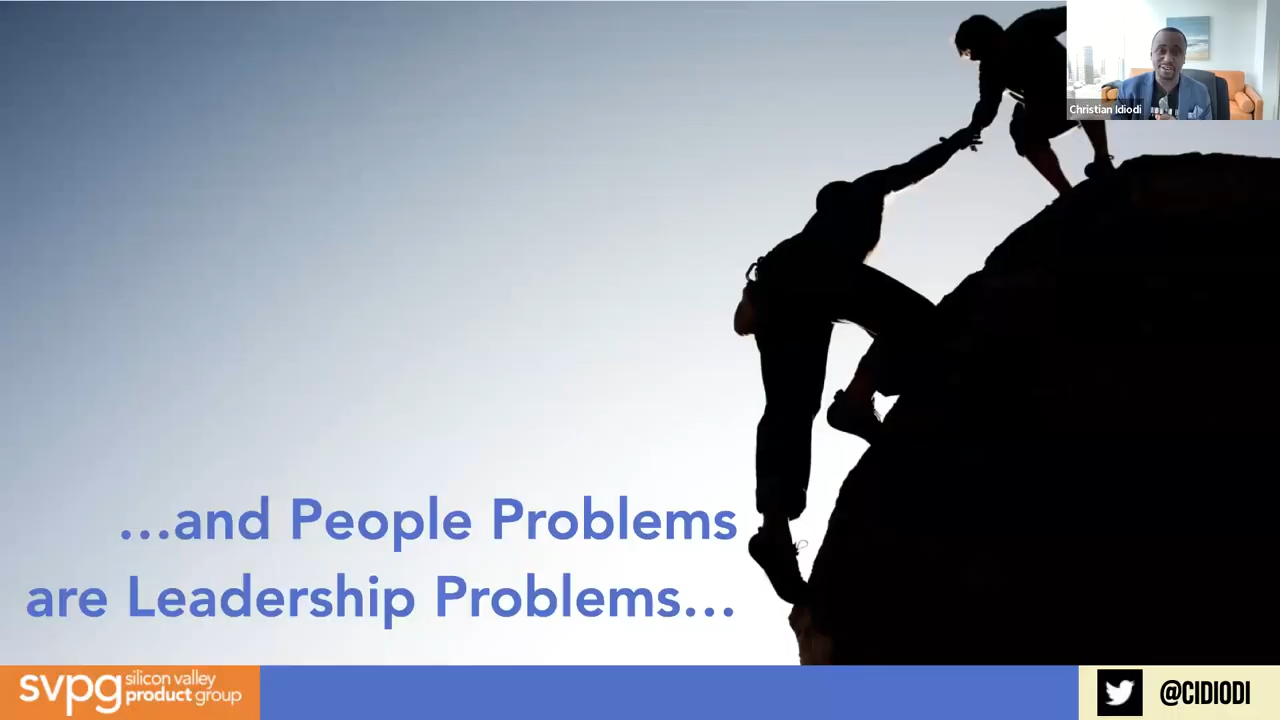 Christian Idiodi
…and People Problems
are Leadership Problems…
svpg silicon valley
product group
@CIDIODI